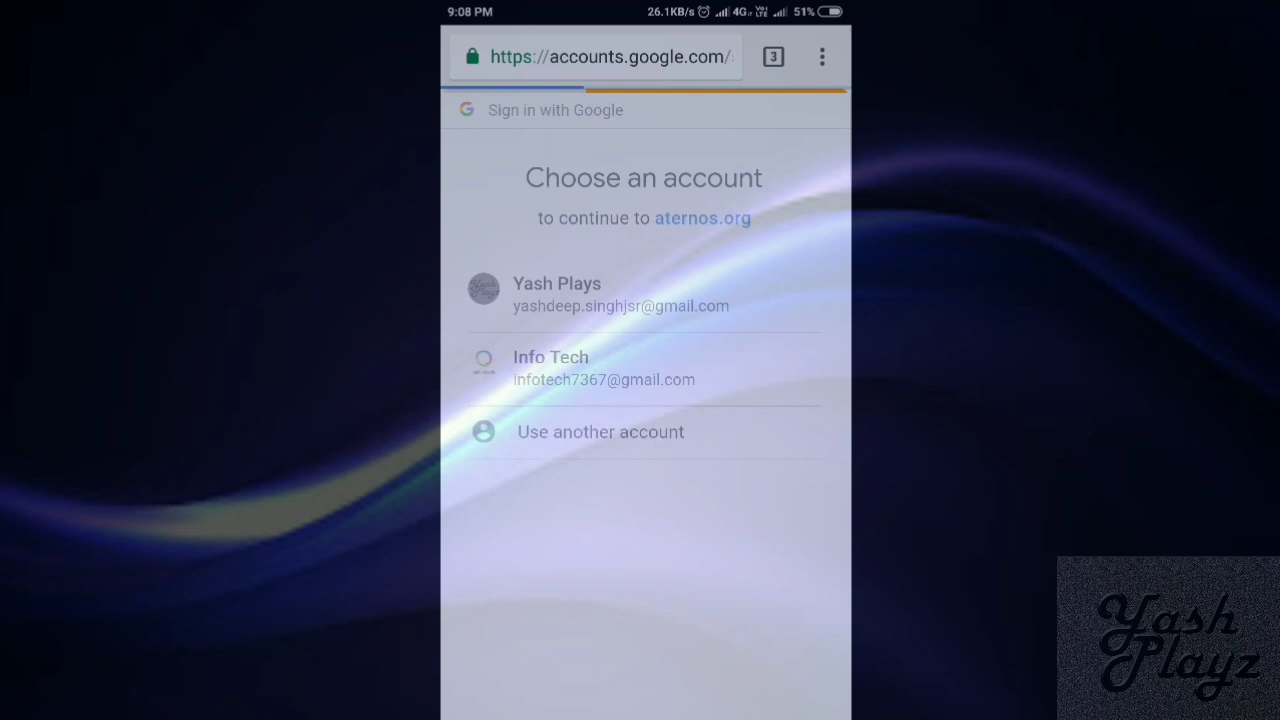 9:08 PM 26.1KB/s 4G VoLTE 51%
https://accounts.google.com/ 3
Sign in with Google
Choose an account
to continue to aternos.org
Yash Plays
yashdeep.singhjsr@gmail.com
Info Tech
infotech7367@gmail.com
Use another account
Yash
Playz